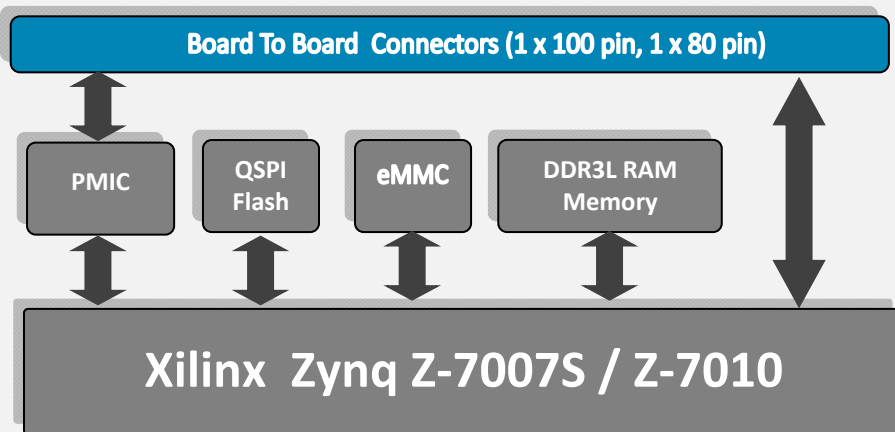 Board To Board Connectors (1 x 100 pin, 1 x 80 pin)
PMIC
QSPI
Flash
eMMC
DDR3L RAM
Memory
Xilinx Zynq Z-7007S / Z-7010